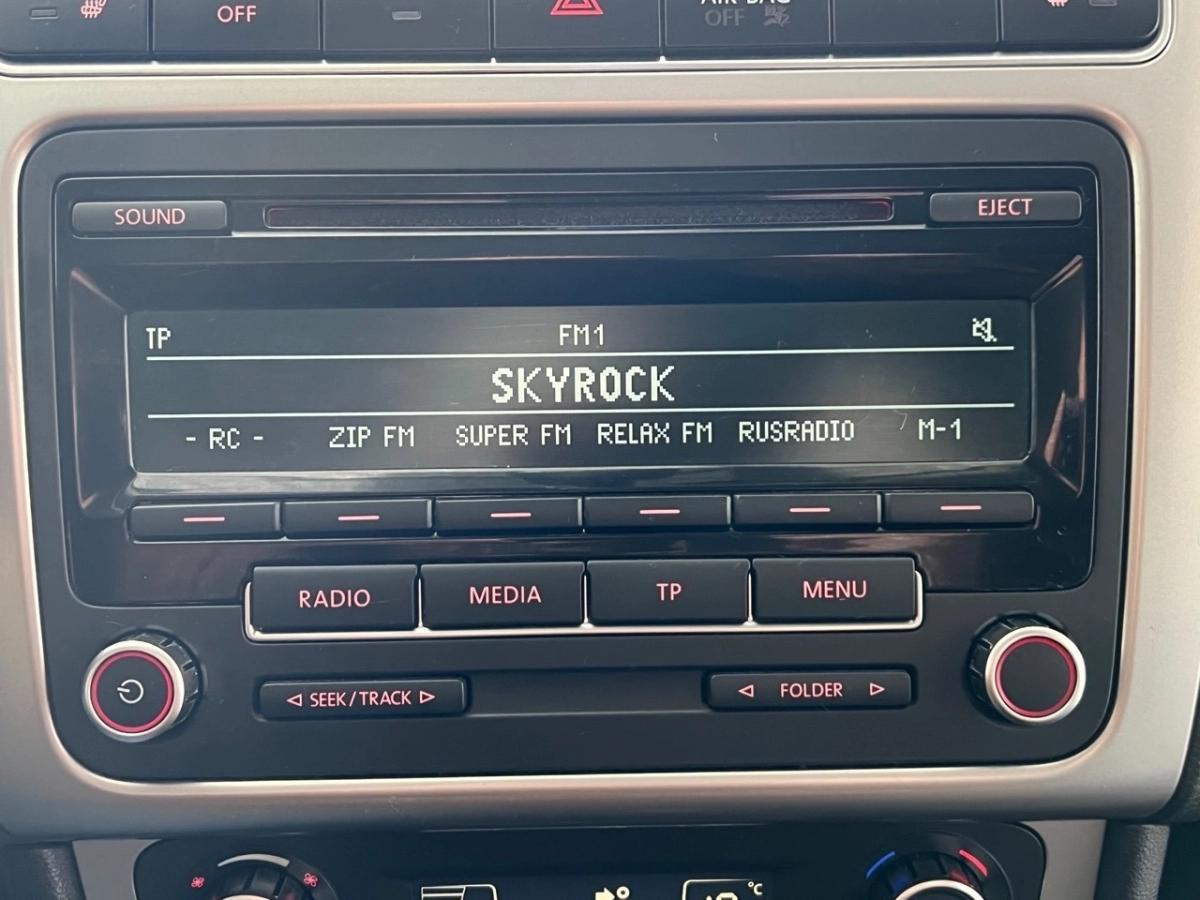 OFF
AIR BAG
OFF
SOUND
EJECT
TP FM1
SKYROCK
- RC - ZIP FM SUPER FM RELAX FM RUSRADIO M-1
RADIO MEDIA TP MENU
SEEK/TRACK FOLDER
°C